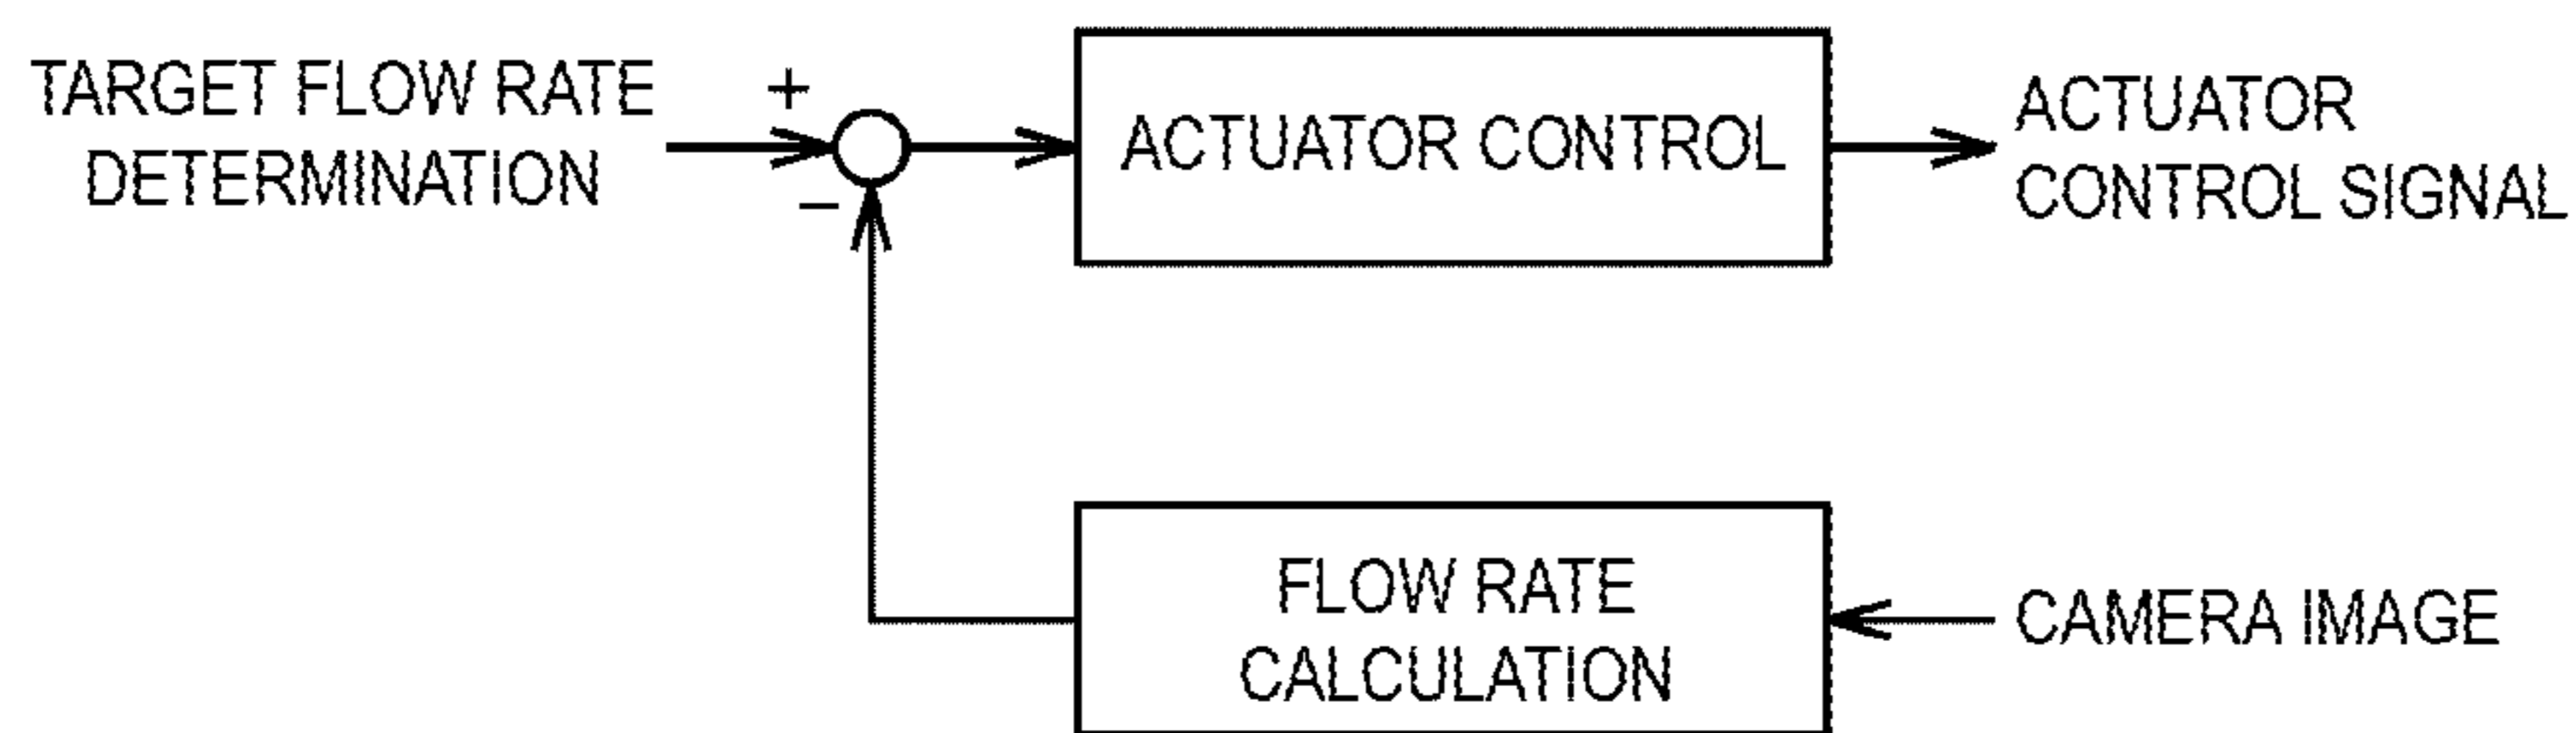 TARGET FLOW RATE
DETERMINATION
+
−
ACTUATOR CONTROL
ACTUATOR
CONTROL SIGNAL
FLOW RATE
CALCULATION
CAMERA IMAGE